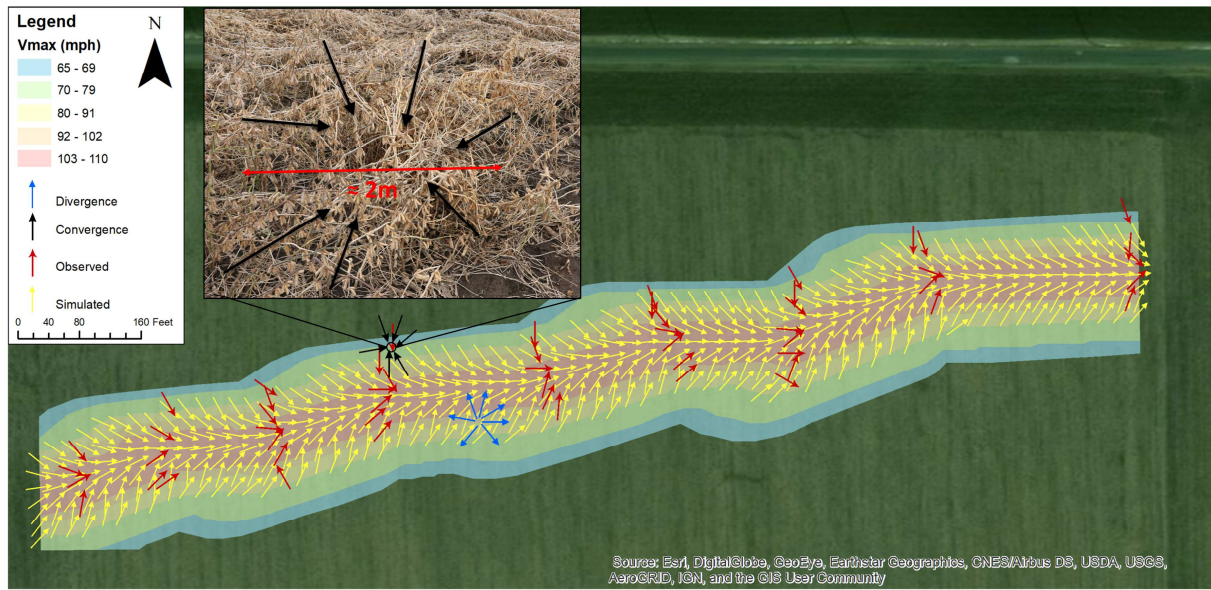 Legend
Vmax (mph)
N
65 - 69
70 - 79
80 - 91
92 - 102
103 - 110
Divergence
Convergence
Observed
Simulated
0 40 80 160 Feet
≈ 2m
Source: Esri, DigitalGlobe, GeoEye, Earthstar Geographics, CNES/Airbus DS, USDA, USGS,
AeroGRID, IGN, and the GIS User Community